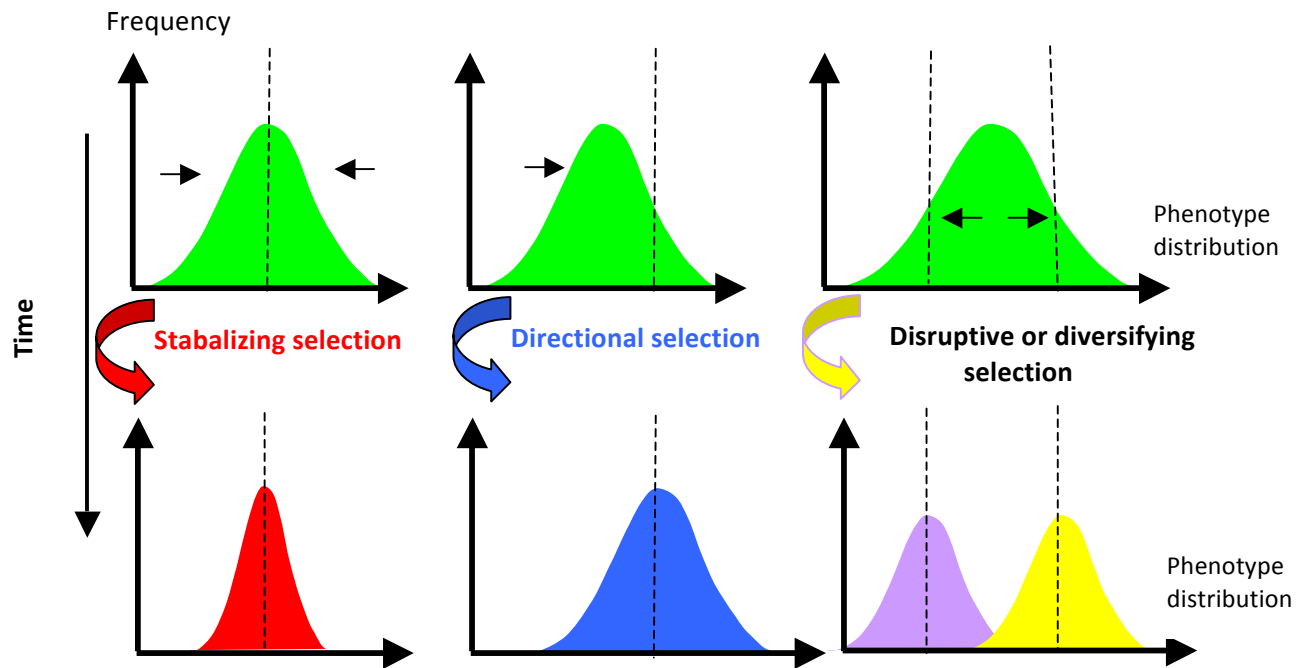 Frequency
Phenotype
distribution
Time
Stabalizing selection
Directional selection
Disruptive or diversifying
selection
Phenotype
distribution